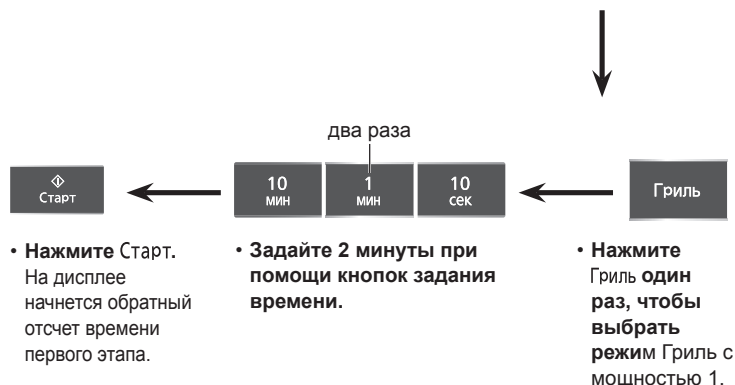 два раза
Старт
10
мин
1
мин
10
сек
Гриль
• Нажмите Старт.
На дисплее
начнется обратный
отсчет времени
первого этапа.
• Задайте 2 минуты при
помощи кнопок задания
времени.
• Нажмите
Гриль один
раз, чтобы
выбрать
режим Гриль с
мощностью 1.